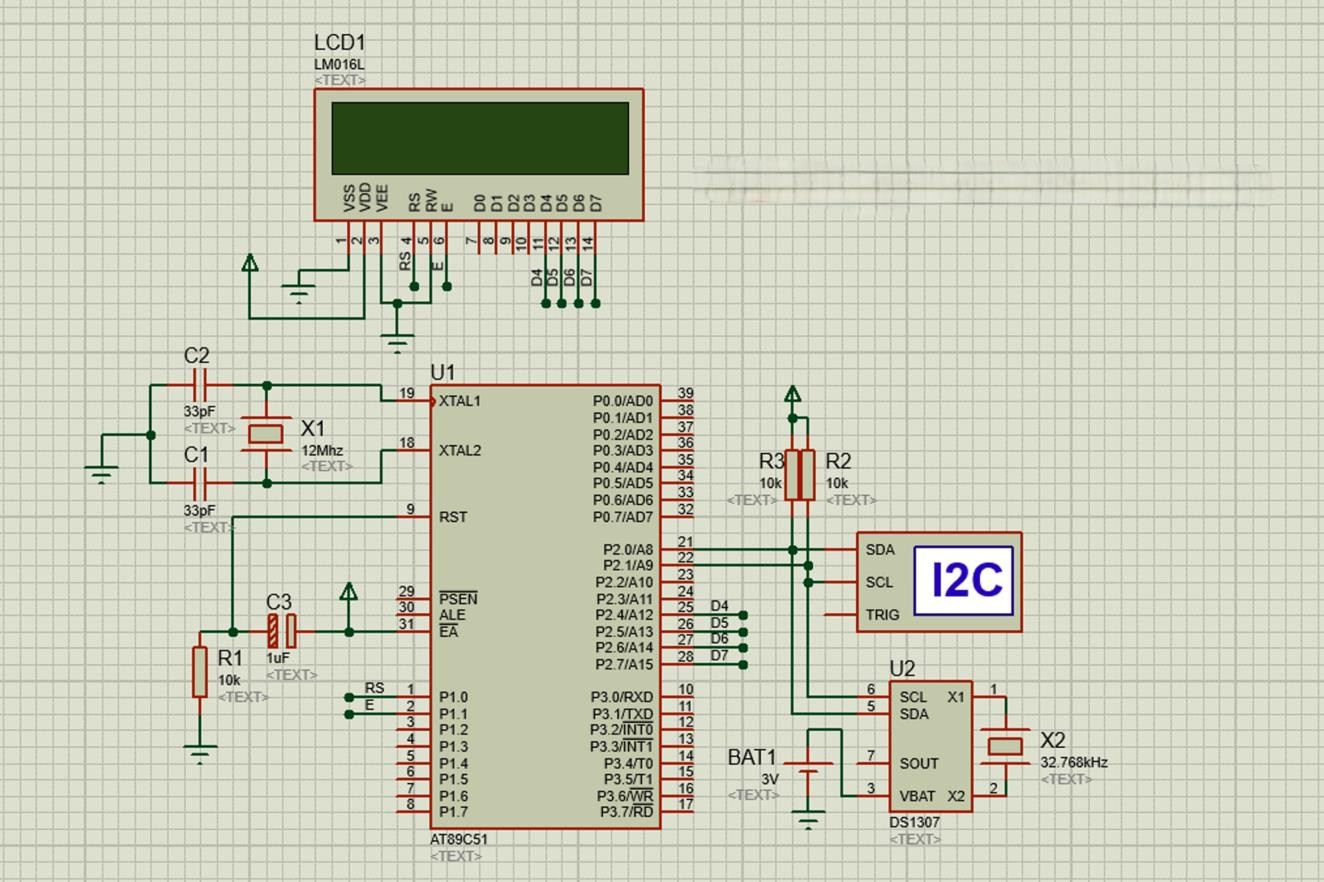 LCD1
LM016L
<TEXT>
VSS VDD VEE RS RW E D0 D1 D2 D3 D4 D5 D6 D7
1 2 3 4 5 6 7 8 9 10 11 12 13 14
RS E D4 D5 D6 D7
C2
33pF
<TEXT>
X1
12Mhz
<TEXT>
C1
33pF
<TEXT>
U1
19 XTAL1
18 XTAL2
9 RST
29 PSEN
30 ALE
31 EA
RS 1 P1.0
E 2 P1.1
3 P1.2
4 P1.3
5 P1.4
6 P1.5
7 P1.6
8 P1.7
P0.0/AD0 39
P0.1/AD1 38
P0.2/AD2 37
P0.3/AD3 36
P0.4/AD4 35
P0.5/AD5 34
P0.6/AD6 33
P0.7/AD7 32
P2.0/A8 21
P2.1/A9 22
P2.2/A10 23
P2.3/A11 24
P2.4/A12 25 D4
P2.5/A13 26 D5
P2.6/A14 27 D6
P2.7/A15 28 D7
P3.0/RXD 10
P3.1/TXD 11
P3.2/INT0 12
P3.3/INT1 13
P3.4/T0 14
P3.5/T1 15
P3.6/WR 16
P3.7/RD 17
AT89C51
<TEXT>
C3
1uF
<TEXT>
R1
10k
<TEXT>
R3
10k
<TEXT>
R2
10k
<TEXT>
SDA
SCL
TRIG
I2C
U2
6 SCL X1 1
5 SDA
7 SOUT
3 VBAT X2 2
DS1307
<TEXT>
BAT1
3V
<TEXT>
X2
32.768kHz
<TEXT>